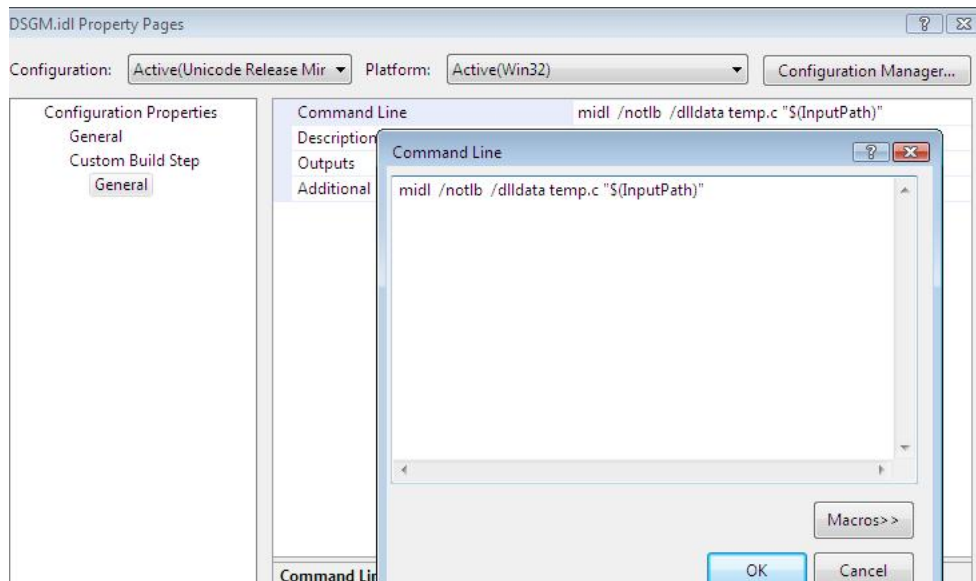 DSGM.idl Property Pages
Configuration: Active(Unicode Release Mir Platform: Active(Win32) Configuration Manager...
Configuration Properties
General
Custom Build Step
General
Command Line midl /notlb /dlldata temp.c "$(InputPath)"
Description
Outputs
Additional
Command Line
midl /notlb /dlldata temp.c "$(InputPath)"
Macros>>
OK Cancel
Command Lin